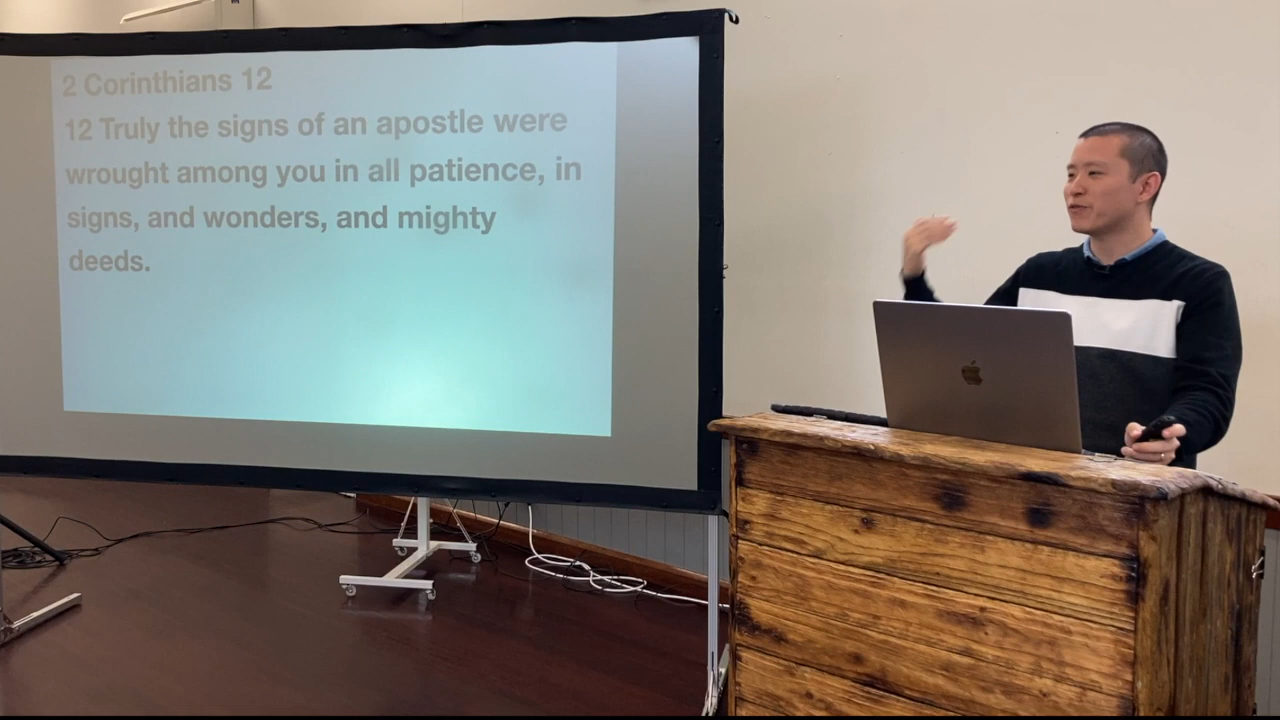 2 Corinthians 12
12 Truly the signs of an apostle were
wrought among you in all patience, in
signs, and wonders, and mighty
deeds.